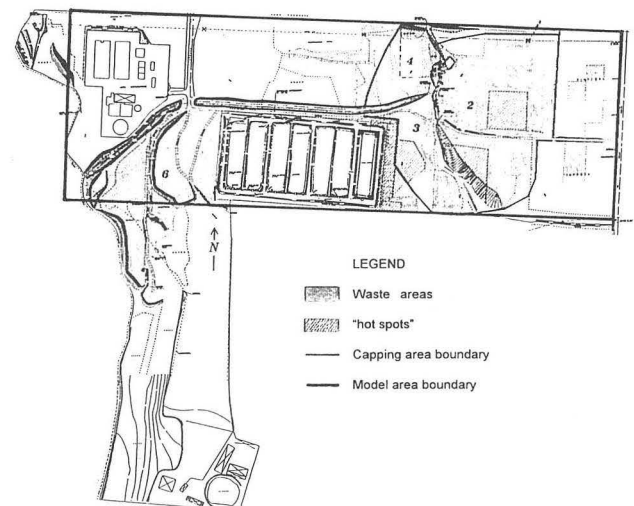 4
2
3
6
N
LEGEND
Waste areas
"hot spots"
Capping area boundary
Model area boundary